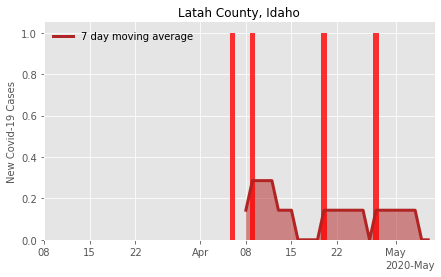 Latah County, Idaho
7 day moving average
New Covid-19 Cases
1.0
0.8
0.6
0.4
0.2
0.0
08 15 22 Apr 08 15 22 May
2020-May